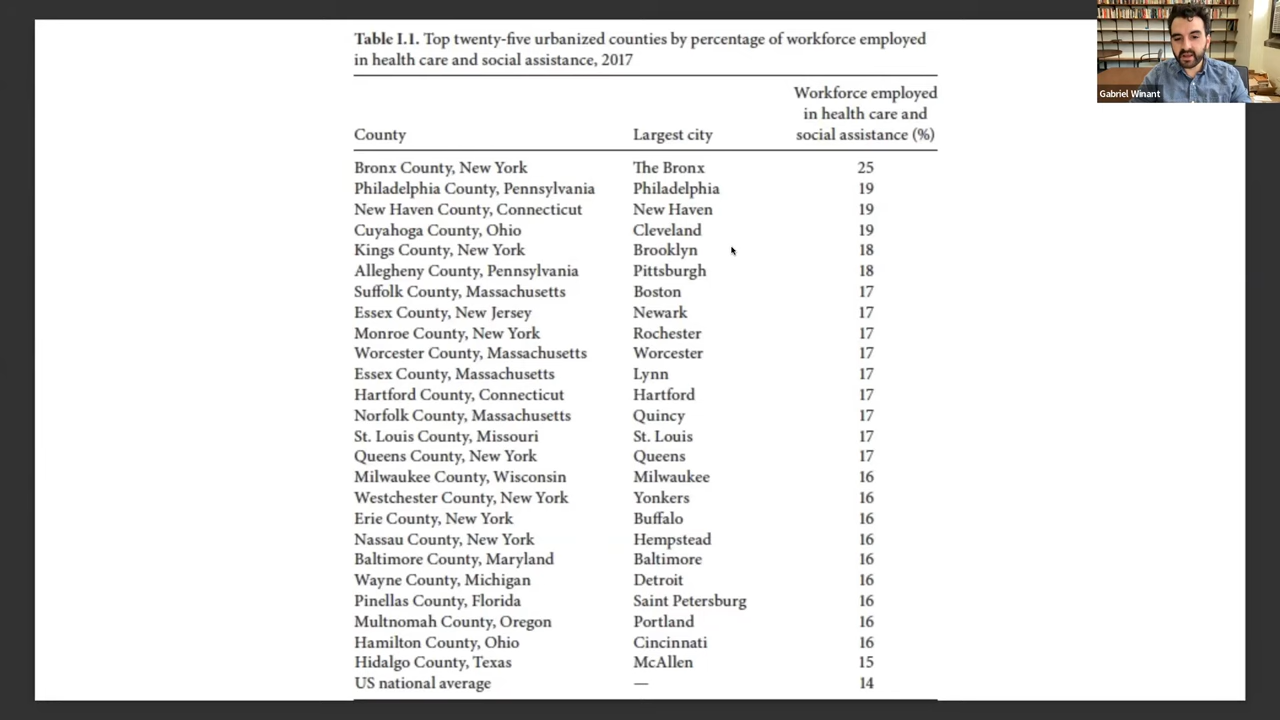 Table I.1. Top twenty-five urbanized counties by percentage of workforce employed
in health care and social assistance, 2017
Workforce employed
in health care and
County Largest city social assistance (%)
Bronx County, New York The Bronx 25
Philadelphia County, Pennsylvania Philadelphia 19
New Haven County, Connecticut New Haven 19
Cuyahoga County, Ohio Cleveland 19
Kings County, New York Brooklyn 18
Allegheny County, Pennsylvania Pittsburgh 18
Suffolk County, Massachusetts Boston 17
Essex County, New Jersey Newark 17
Monroe County, New York Rochester 17
Worcester County, Massachusetts Worcester 17
Essex County, Massachusetts Lynn 17
Hartford County, Connecticut Hartford 17
Norfolk County, Massachusetts Quincy 17
St. Louis County, Missouri St. Louis 17
Queens County, New York Queens 17
Milwaukee County, Wisconsin Milwaukee 16
Westchester County, New York Yonkers 16
Erie County, New York Buffalo 16
Nassau County, New York Hempstead 16
Baltimore County, Maryland Baltimore 16
Wayne County, Michigan Detroit 16
Pinellas County, Florida Saint Petersburg 16
Multnomah County, Oregon Portland 16
Hamilton County, Ohio Cincinnati 16
Hidalgo County, Texas McAllen 15
US national average — 14
Gabriel Winant